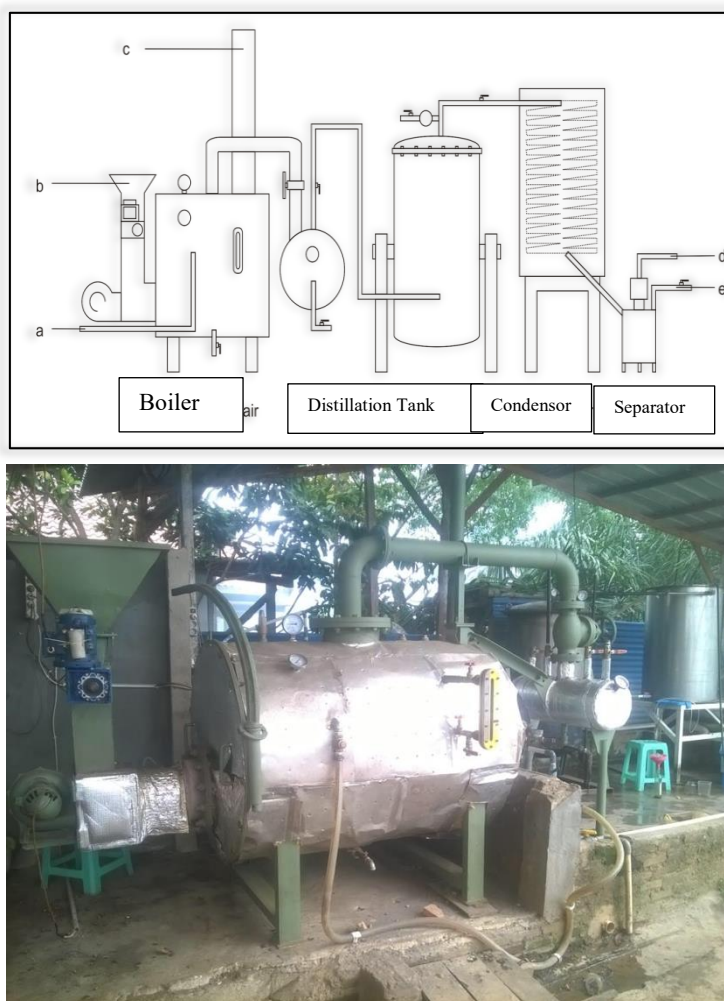 c
b
d
e
a
Boiler
air
Distillation Tank
Condensor
Separator